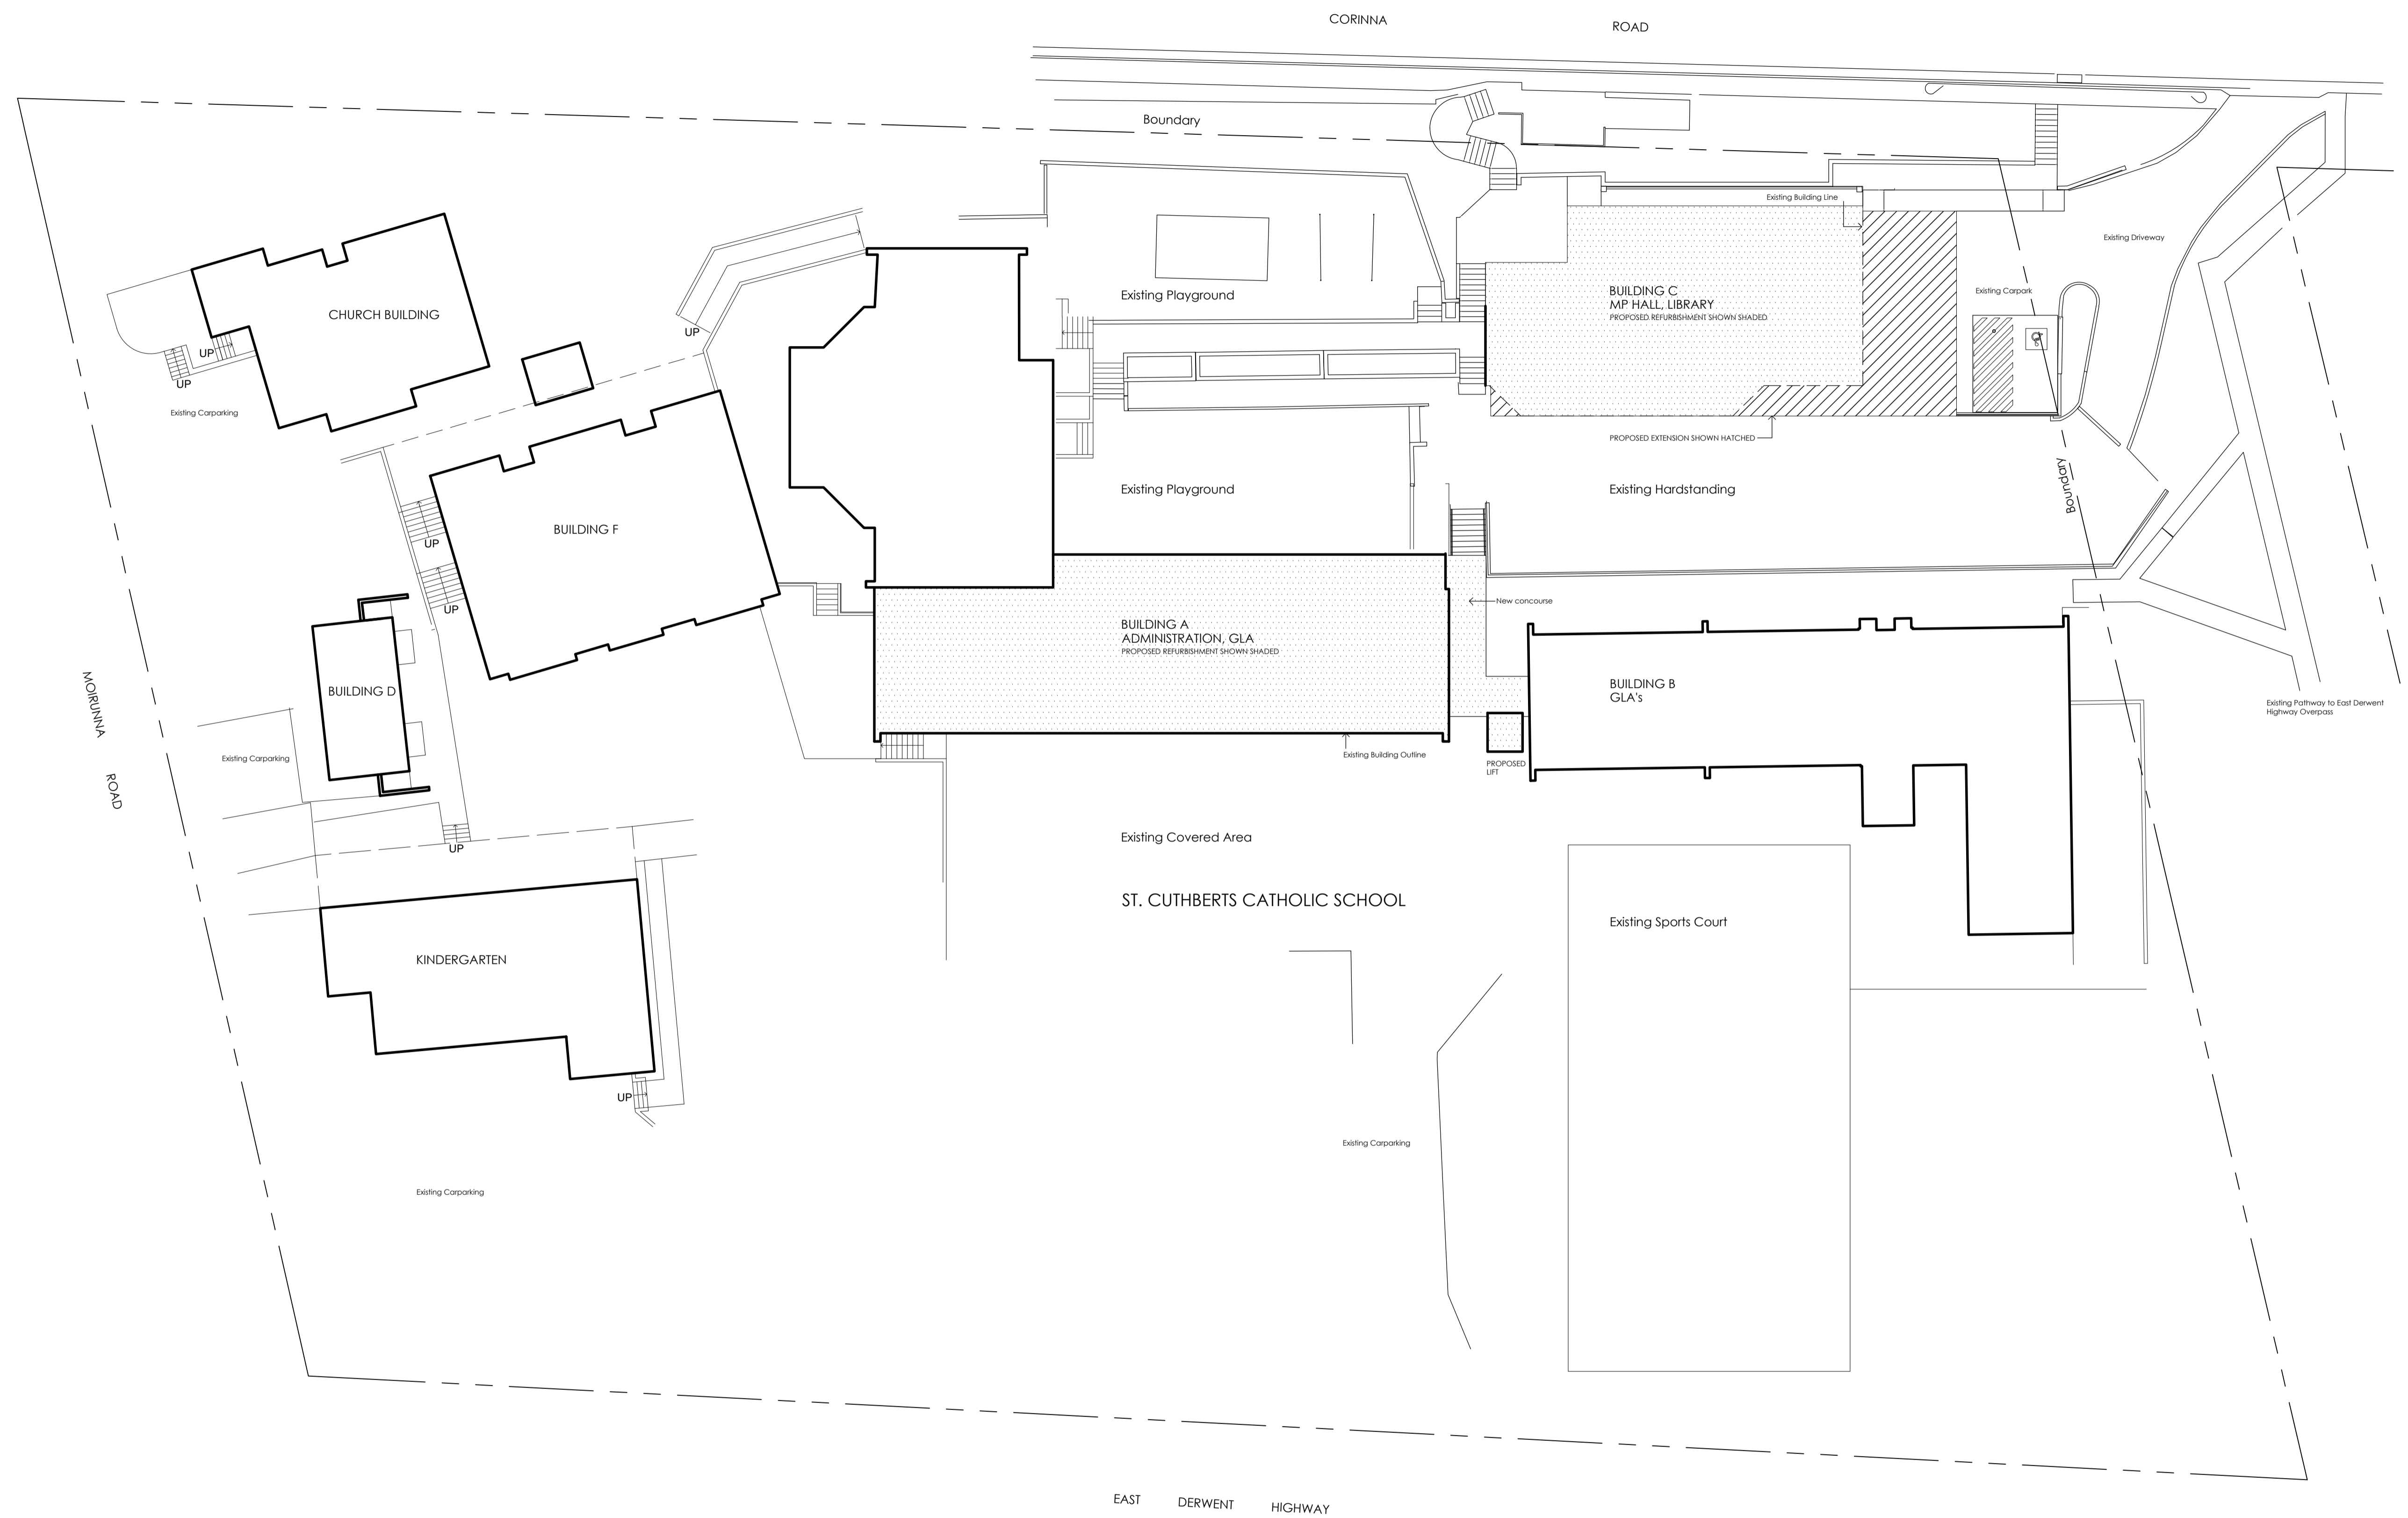 CORINNA ROAD
Boundary
Existing Building Line
Existing Driveway
CHURCH BUILDING
UP
UP
Existing Carparking
UP
Existing Playground
BUILDING C
MP HALL, LIBRARY
PROPOSED REFURBISHMENT SHOWN SHADED
Existing Carpark
PROPOSED EXTENSION SHOWN HATCHED
Existing Playground
Existing Hardstanding
Boundary
BUILDING F
UP
UP
New concourse
BUILDING A
ADMINISTRATION, GLA
PROPOSED REFURBISHMENT SHOWN SHADED
BUILDING B
GLA's
BUILDING D
MOIRUNNA ROAD
Existing Pathway to East Derwent
Highway Overpass
Existing Carparking
Existing Building Outline
PROPOSED
LIFT
UP
Existing Covered Area
ST. CUTHBERTS CATHOLIC SCHOOL
Existing Sports Court
KINDERGARTEN
UP
Existing Carparking
Existing Carparking
EAST DERWENT HIGHWAY